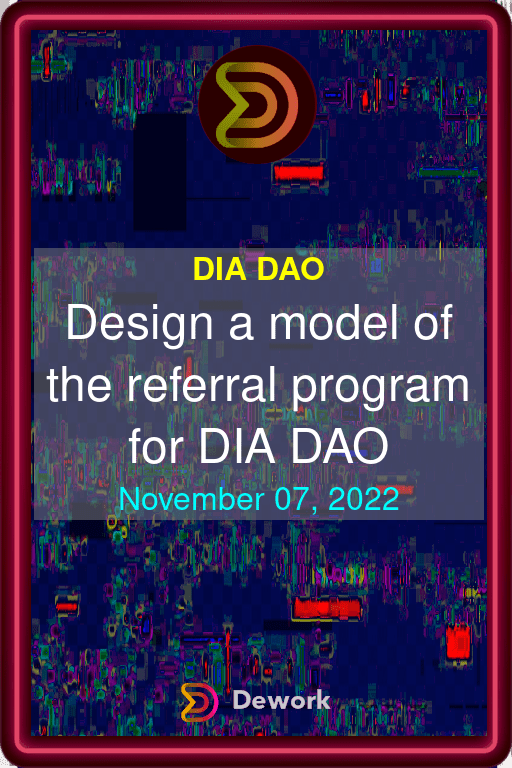 DIA DAO
Design a model of
the referral program
for DIA DAO
November 07, 2022
Dework